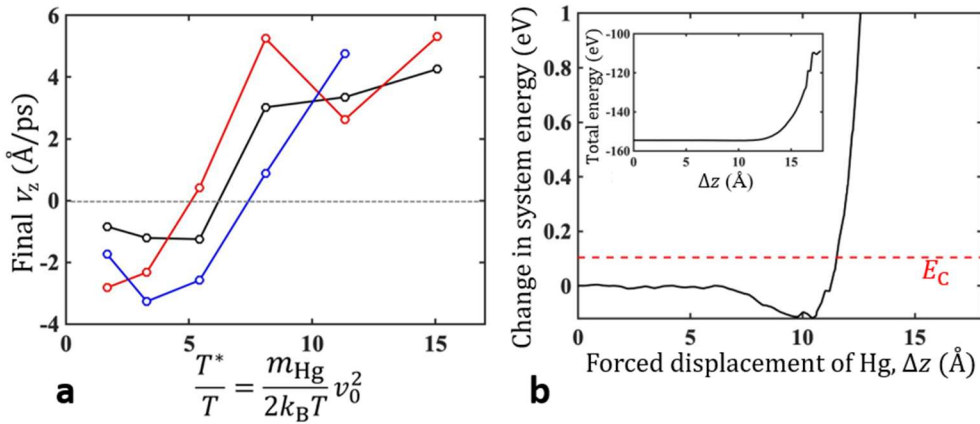 6
4
2
0
-2
-4
Final v_z (Å/ps)
0 5 10 15
T*/T = m_Hg/2k_BT v_0^2
a
1
0.8
0.6
0.4
0.2
0
Change in system energy (eV)
-100
-120
-140
-160
Total energy (eV)
0 5 10 15
Δz (Å)
E_C
0 5 10 15
Forced displacement of Hg, Δz (Å)
b